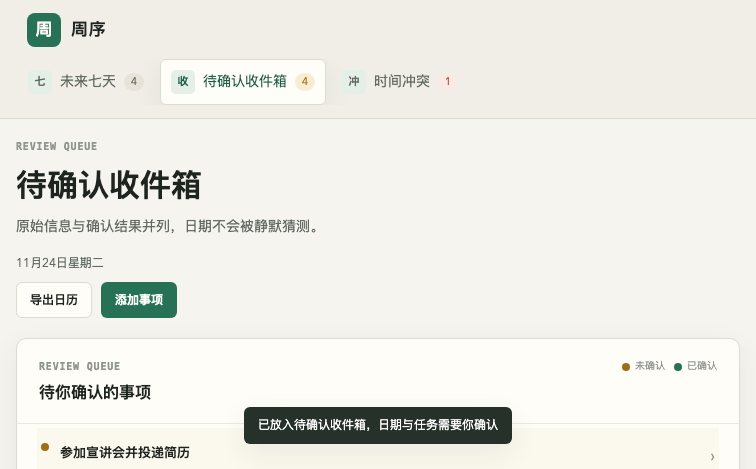 周 周序
七 未来七天 4 收 待确认收件箱 4 冲 时间冲突 1
REVIEW QUEUE
待确认收件箱
原始信息与确认结果并列，日期不会被静默猜测。
11月24日星期二
导出日历 添加事项
REVIEW QUEUE 未确认 已确认
待你确认的事项
已放入待确认收件箱，日期与任务需要你确认
参加宣讲会并投递简历